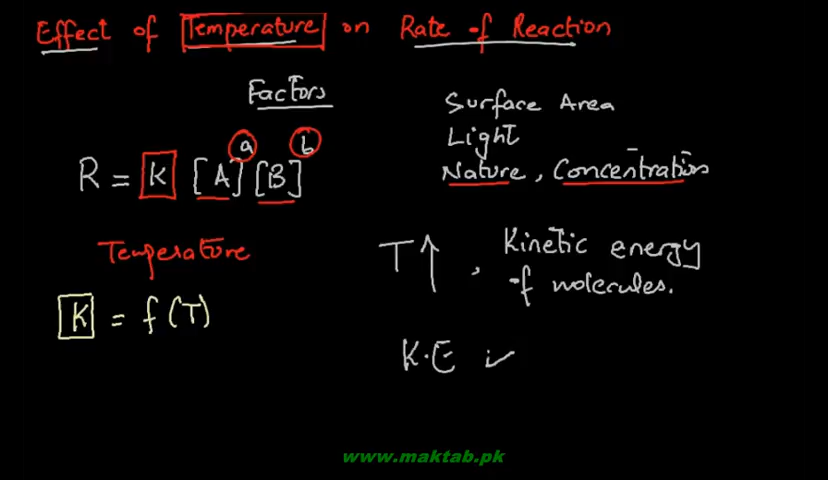 Effect of Temperature on Rate of Reaction
Factors
Surface Area
Light
Nature, Concentration
R = K [A]ᵃ [B]ᵇ
Temperature
T↑, Kinetic energy
of molecules.
K = f(T)
K.E ✓
www.maktab.pk